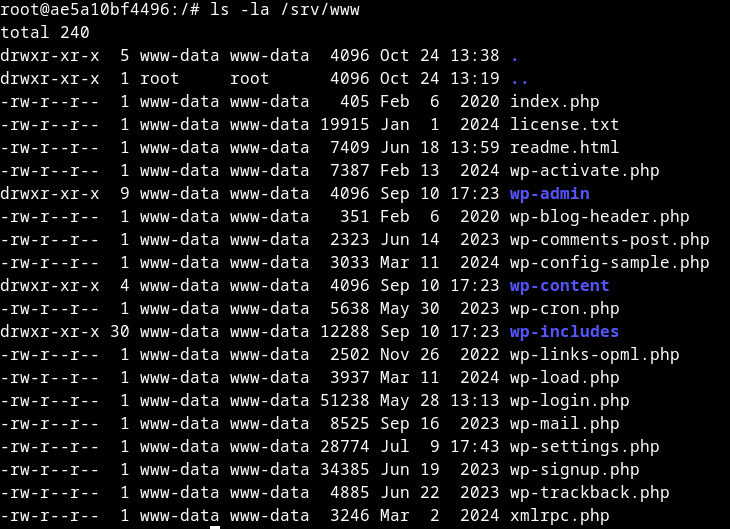 root@ae5a10bf4496:/# ls -la /srv/www
total 240
drwxr-xr-x  5 www-data www-data  4096 Oct 24 13:38 .
drwxr-xr-x  1 root     root      4096 Oct 24 13:19 ..
-rw-r--r--  1 www-data www-data   405 Feb  6  2020 index.php
-rw-r--r--  1 www-data www-data 19915 Jan  1  2024 license.txt
-rw-r--r--  1 www-data www-data  7409 Jun 18 13:59 readme.html
-rw-r--r--  1 www-data www-data  7387 Feb 13  2024 wp-activate.php
drwxr-xr-x  9 www-data www-data  4096 Sep 10 17:23 wp-admin
-rw-r--r--  1 www-data www-data   351 Feb  6  2020 wp-blog-header.php
-rw-r--r--  1 www-data www-data  2323 Jun 14  2023 wp-comments-post.php
-rw-r--r--  1 www-data www-data  3033 Mar 11  2024 wp-config-sample.php
drwxr-xr-x  4 www-data www-data  4096 Sep 10 17:23 wp-content
-rw-r--r--  1 www-data www-data  5638 May 30  2023 wp-cron.php
drwxr-xr-x 30 www-data www-data 12288 Sep 10 17:23 wp-includes
-rw-r--r--  1 www-data www-data  2502 Nov 26  2022 wp-links-opml.php
-rw-r--r--  1 www-data www-data  3937 Mar 11  2024 wp-load.php
-rw-r--r--  1 www-data www-data 51238 May 28 13:13 wp-login.php
-rw-r--r--  1 www-data www-data  8525 Sep 16  2023 wp-mail.php
-rw-r--r--  1 www-data www-data 28774 Jul  9 17:43 wp-settings.php
-rw-r--r--  1 www-data www-data 34385 Jun 19  2023 wp-signup.php
-rw-r--r--  1 www-data www-data  4885 Jun 22  2023 wp-trackback.php
-rw-r--r--  1 www-data www-data  3246 Mar  2  2024 xmlrpc.php